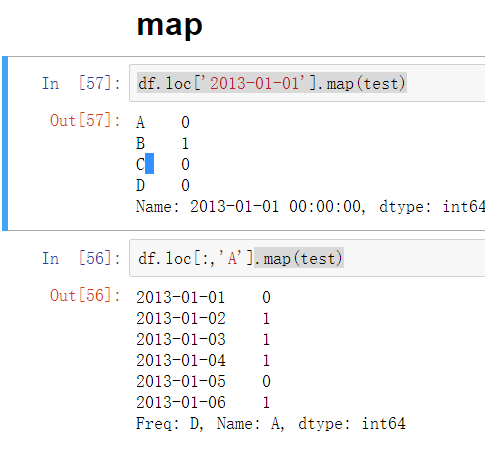 map
In [57]: df.loc['2013-01-01'].map(test)
Out[57]: A 0
B 1
C 0
D 0
Name: 2013-01-01 00:00:00, dtype: int64
In [56]: df.loc[:,'A'].map(test)
Out[56]: 2013-01-01 0
2013-01-02 1
2013-01-03 1
2013-01-04 1
2013-01-05 0
2013-01-06 1
Freq: D, Name: A, dtype: int64